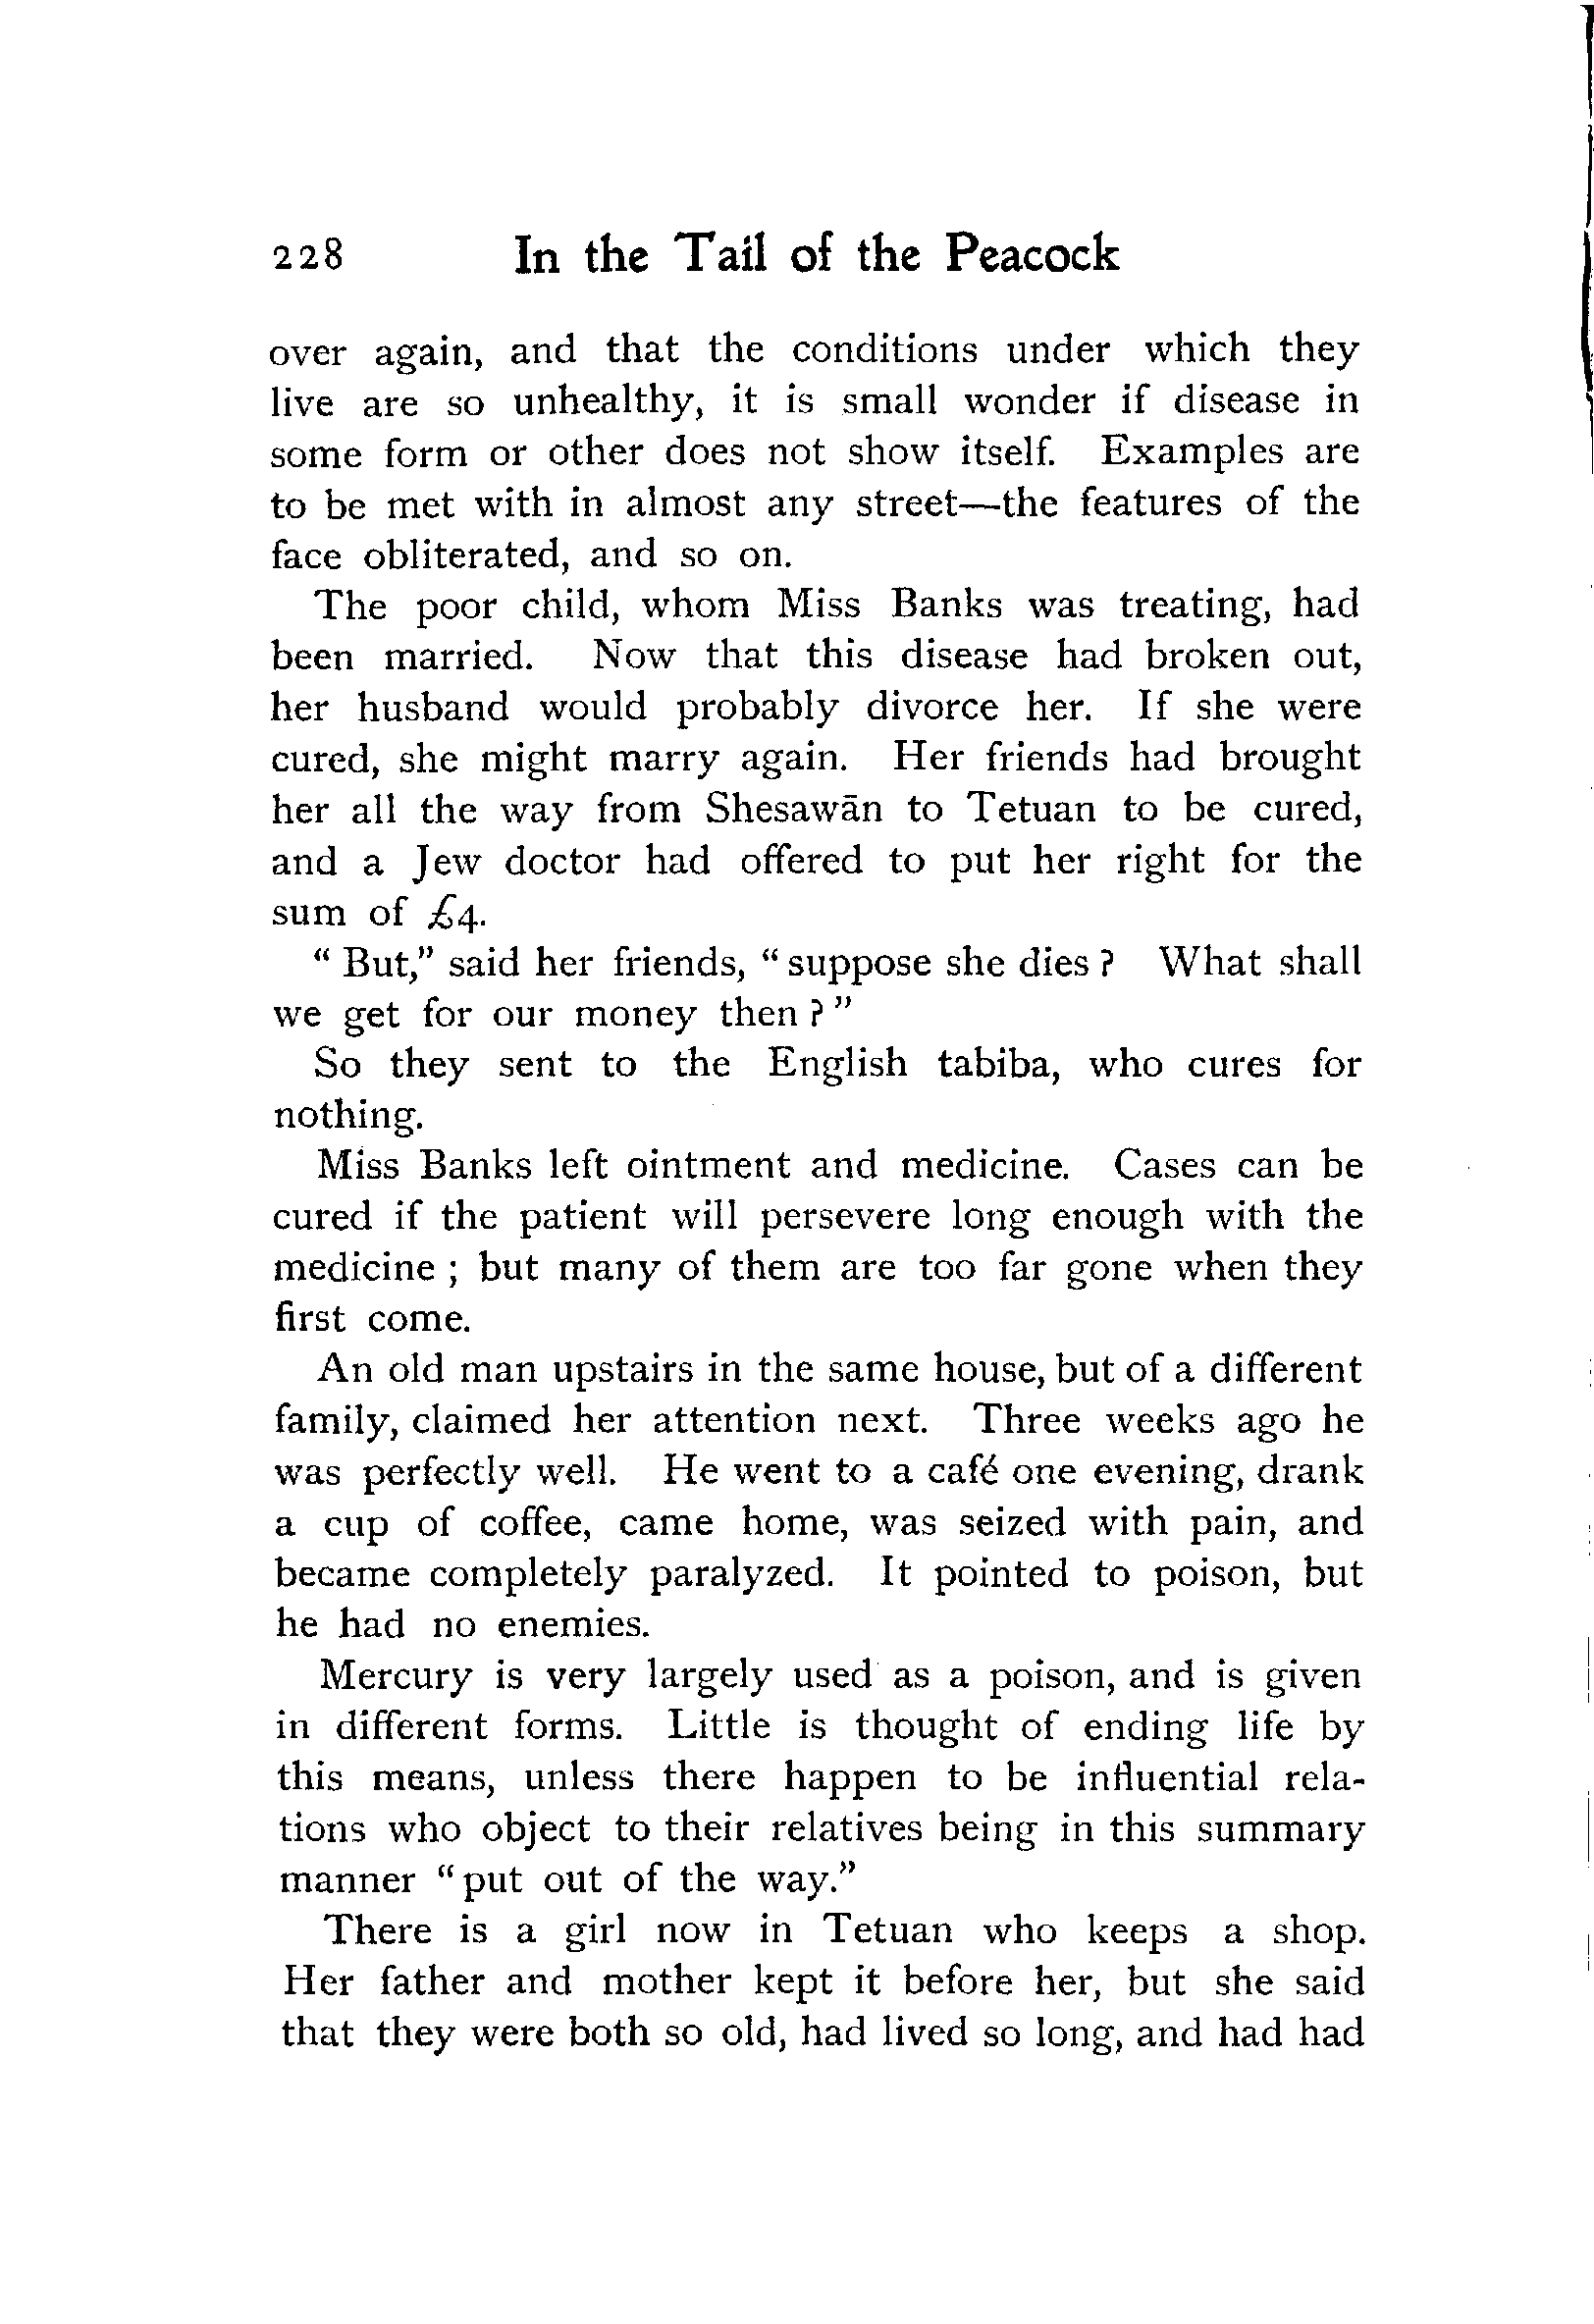 228 In the Tail of the Peacock
over again, and that the conditions under which they
live are so unhealthy, it is small wonder if disease in
some form or other does not show itself. Examples are
to be met with in almost any street—the features of the
face obliterated, and so on.
The poor child, whom Miss Banks was treating, had
been married. Now that this disease had broken out,
her husband would probably divorce her. If she were
cured, she might marry again. Her friends had brought
her all the way from Shesawān to Tetuan to be cured,
and a Jew doctor had offered to put her right for the
sum of £4.
"But," said her friends, "suppose she dies? What shall
we get for our money then?"
So they sent to the English tabiba, who cures for
nothing.
Miss Banks left ointment and medicine. Cases can be
cured if the patient will persevere long enough with the
medicine; but many of them are too far gone when they
first come.
An old man upstairs in the same house, but of a different
family, claimed her attention next. Three weeks ago he
was perfectly well. He went to a café one evening, drank
a cup of coffee, came home, was seized with pain, and
became completely paralyzed. It pointed to poison, but
he had no enemies.
Mercury is very largely used as a poison, and is given
in different forms. Little is thought of ending life by
this means, unless there happen to be influential rela-
tions who object to their relatives being in this summary
manner "put out of the way."
There is a girl now in Tetuan who keeps a shop.
Her father and mother kept it before her, but she said
that they were both so old, had lived so long, and had had